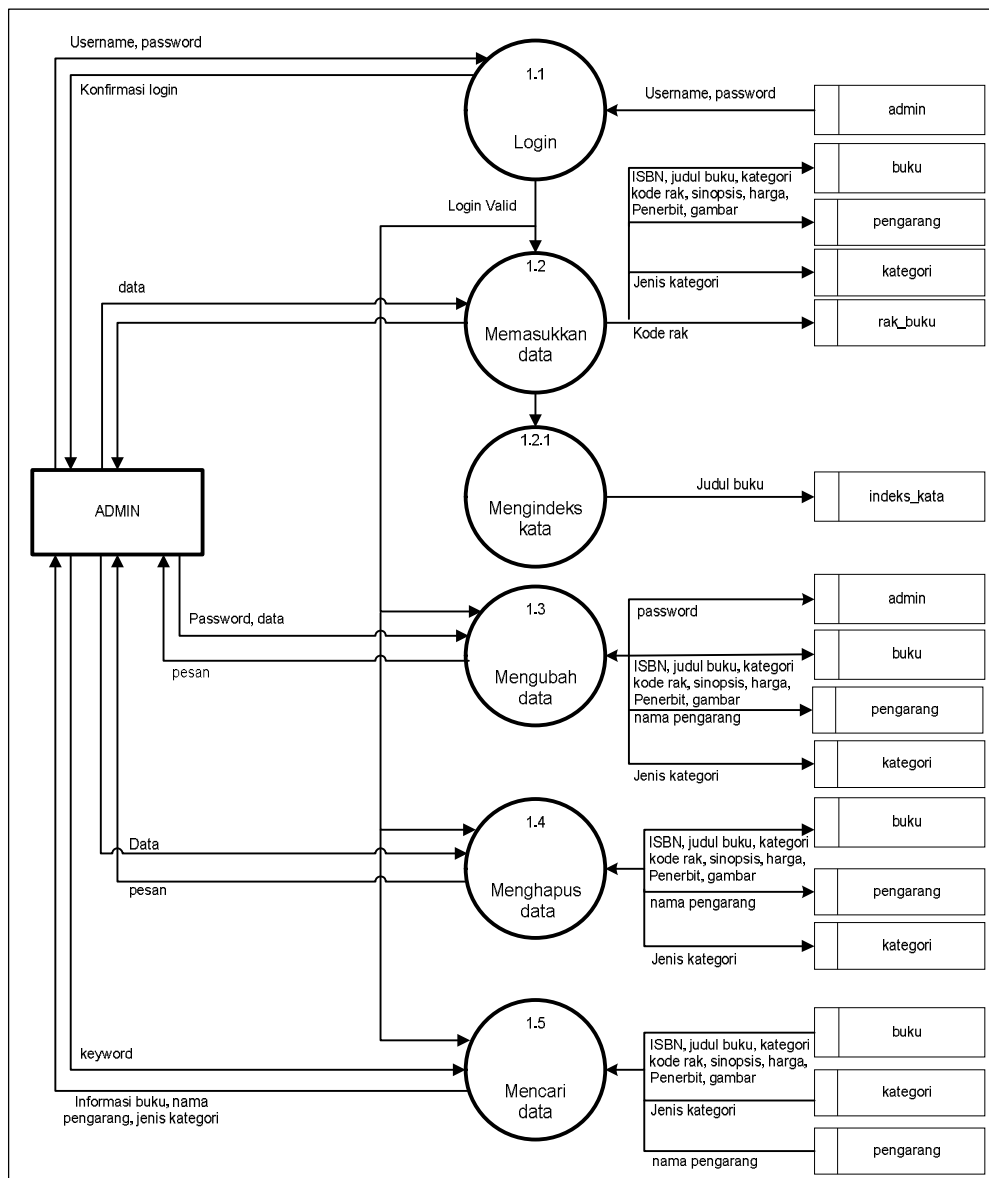 Username, password
Konfirmasi login
1.1
Login
Username, password
admin
Login Valid
ISBN, judul buku, kategori
kode rak, sinopsis, harga,
Penerbit, gambar
buku
pengarang
Jenis kategori
kategori
data
1.2
Memasukkan
data
Kode rak
rak_buku
1.2.1
Mengindeks
kata
Judul buku
indeks_kata
ADMIN
Password, data
pesan
1.3
Mengubah
data
password
admin
ISBN, judul buku, kategori
kode rak, sinopsis, harga,
Penerbit, gambar
nama pengarang
buku
pengarang
Jenis kategori
kategori
Data
pesan
1.4
Menghapus
data
ISBN, judul buku, kategori
kode rak, sinopsis, harga,
Penerbit, gambar
nama pengarang
buku
pengarang
Jenis kategori
kategori
keyword
Informasi buku, nama
pengarang, jenis kategori
1.5
Mencari
data
ISBN, judul buku, kategori
kode rak, sinopsis, harga,
Penerbit, gambar
buku
Jenis kategori
kategori
nama pengarang
pengarang